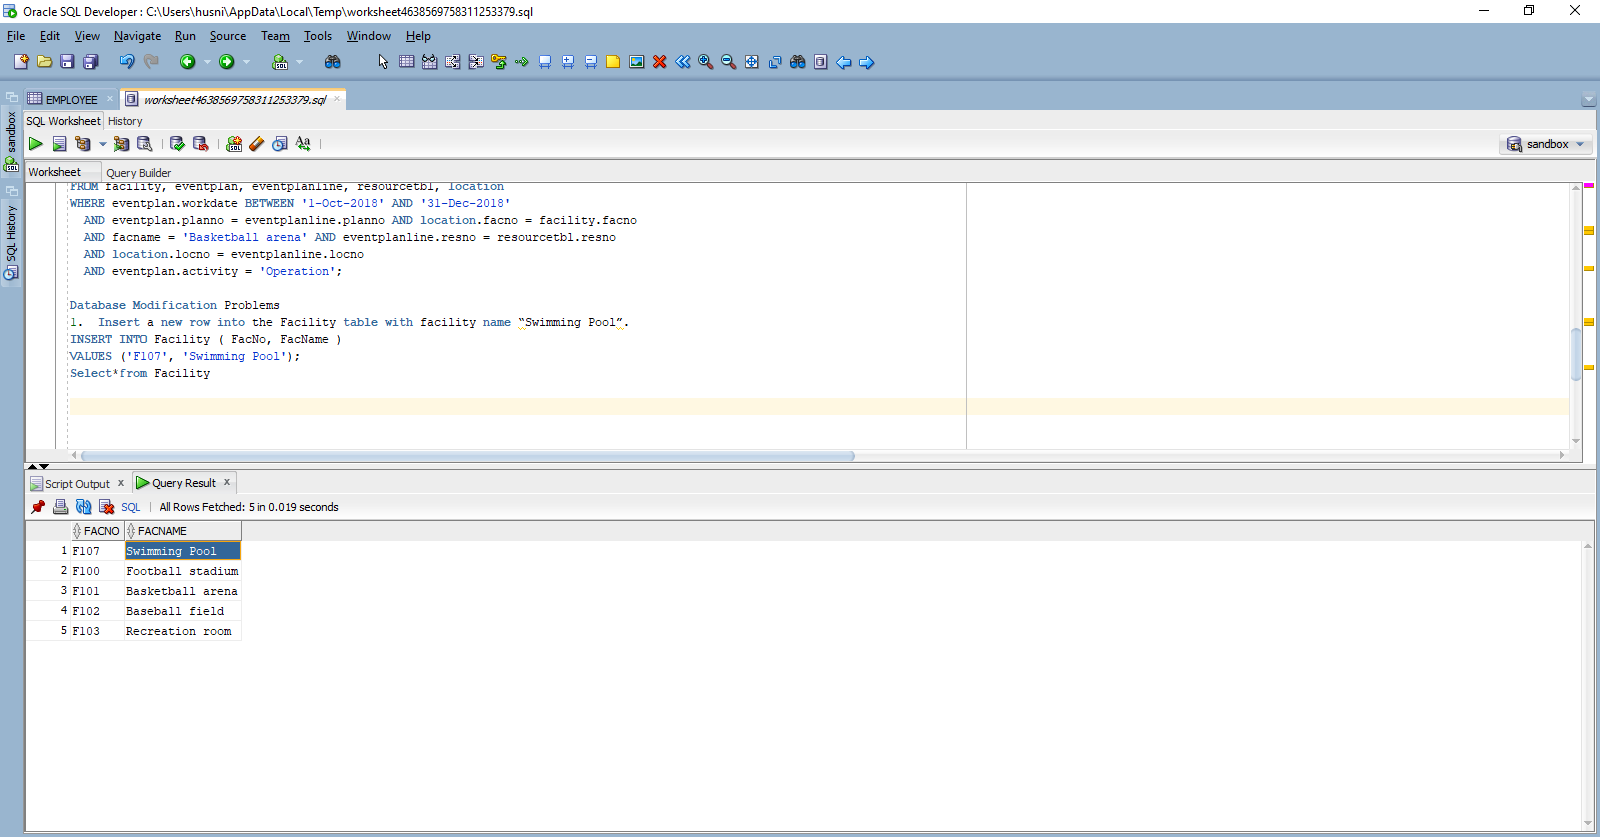 Oracle SQL Developer : C:\Users\husni\AppData\Local\Temp\worksheet4638569758311253379.sql
File Edit View Navigate Run Source Team Tools Window Help
EMPLOYEE
worksheet4638569758311253379.sql
sandbox
SQL History
SQL Worksheet History
sandbox
Worksheet Query Builder
FROM facility, eventplan, eventplanline, resourcetbl, location
WHERE eventplan.workdate BETWEEN '1-Oct-2018' AND '31-Dec-2018'
AND eventplan.planno = eventplanline.planno AND location.facno = facility.facno
AND facname = 'Basketball arena' AND eventplanline.resno = resourcetbl.resno
AND location.locno = eventplanline.locno
AND eventplan.activity = 'Operation';
Database Modification Problems
1. Insert a new row into the Facility table with facility name “Swimming Pool”.
INSERT INTO Facility ( FacNo, FacName )
VALUES ('F107', 'Swimming Pool');
Select*from Facility
Script Output x Query Result x
SQL | All Rows Fetched: 5 in 0.019 seconds
FACNO FACNAME
1 F107 Swimming Pool
2 F100 Football stadium
3 F101 Basketball arena
4 F102 Baseball field
5 F103 Recreation room